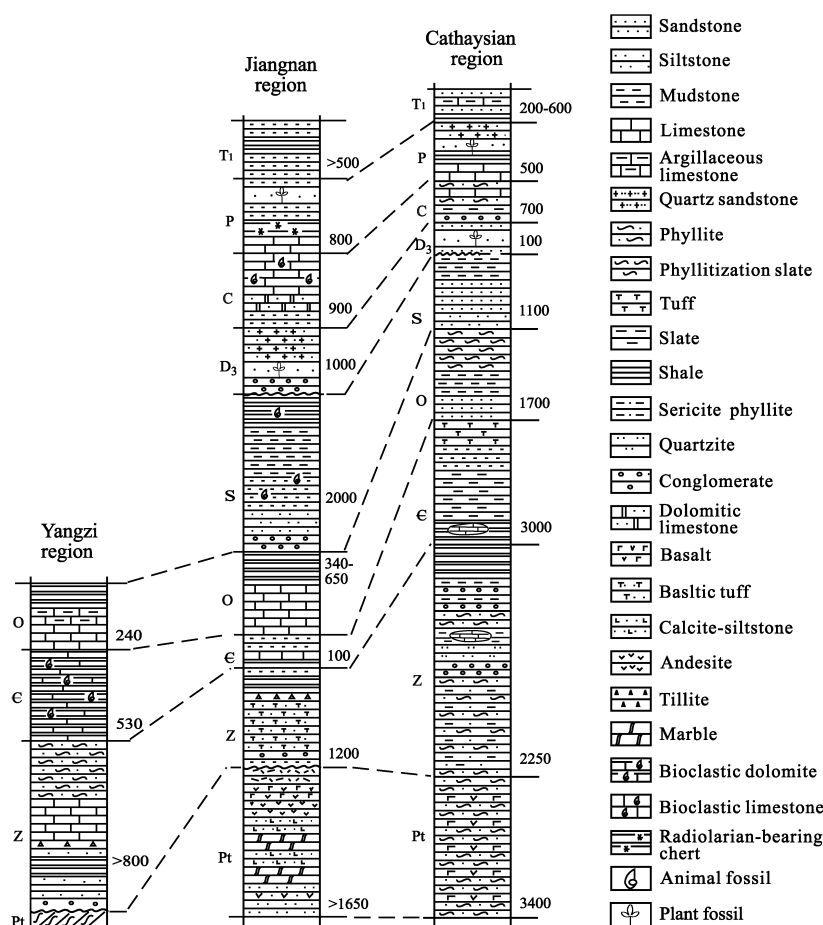 Yangzi
region
O
240
Є
530
Z
>800
Pt
Jiangnan
region
T1
>500
P
800
C
900
D3
1000
S
2000
340-
650
O
Є
100
Z
1200
Pt
>1650
Cathaysian
region
T1
200-600
P
500
C
700
D3
100
S
1100
O
1700
Є
3000
Z
2250
Pt
3400
Sandstone
Siltstone
Mudstone
Limestone
Argillaceous
limestone
Quartz sandstone
Phyllite
Phyllitization slate
Tuff
Slate
Shale
Sericite phyllite
Quartzite
Conglomerate
Dolomitic
limestone
Basalt
Basltic tuff
Calcite-siltstone
Andesite
Tillite
Marble
Bioclastic dolomite
Bioclastic limestone
Radiolarian-bearing
chert
Animal fossil
Plant fossil